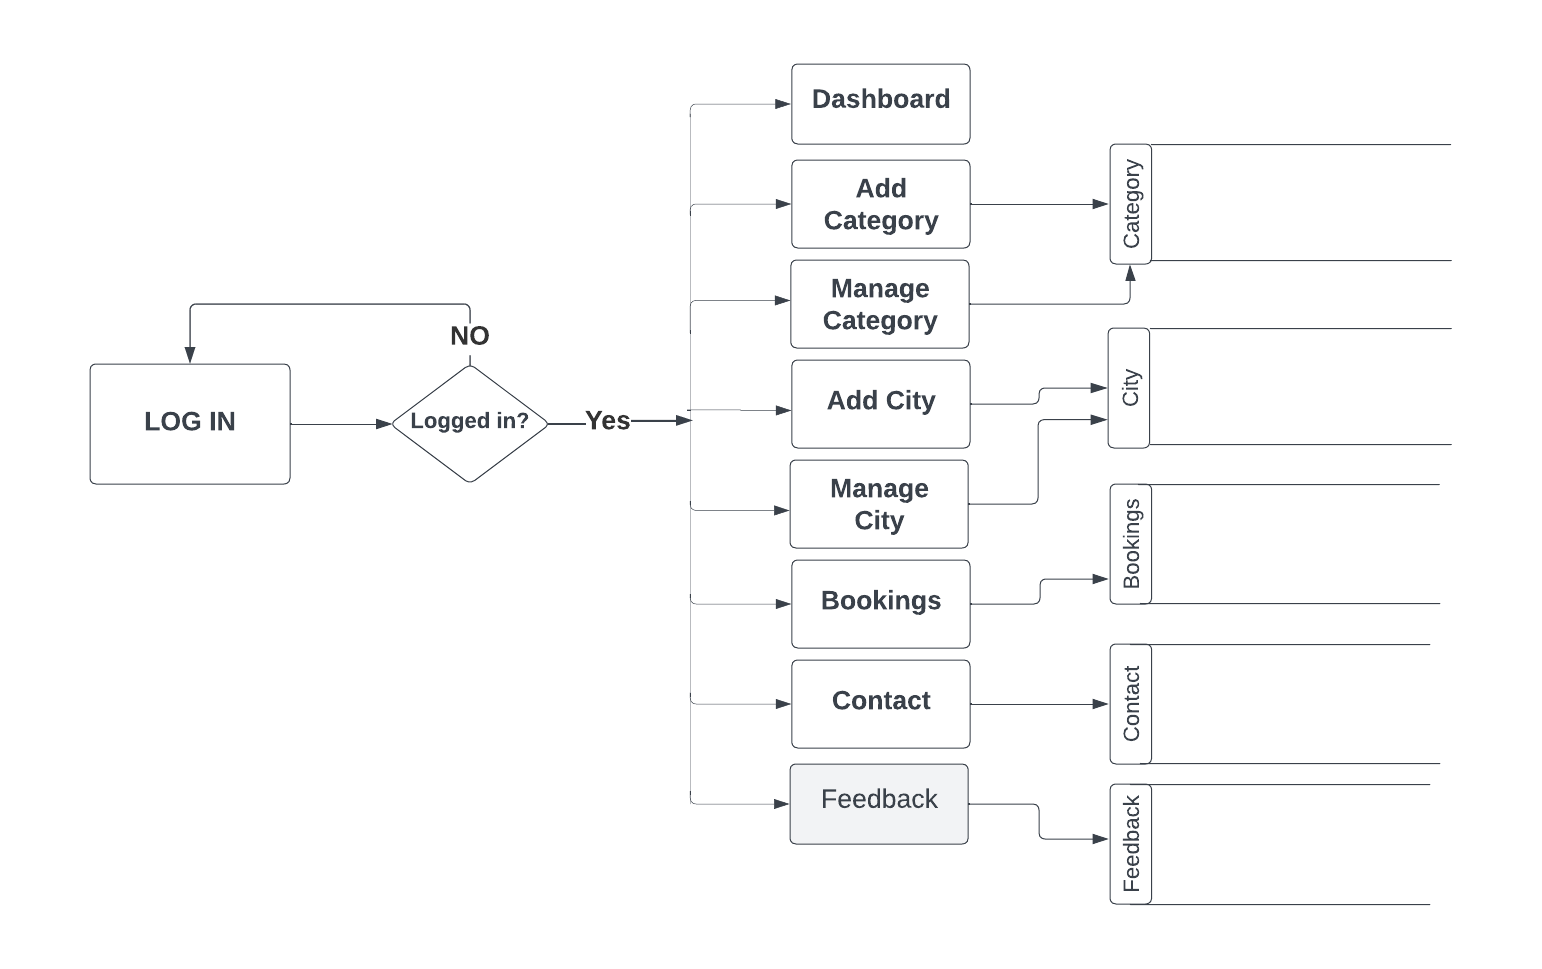 LOG IN
NO
Logged in?
Yes
Dashboard
Add
Category
Manage
Category
Add City
Manage
City
Bookings
Contact
Feedback
Category
City
Bookings
Contact
Feedback